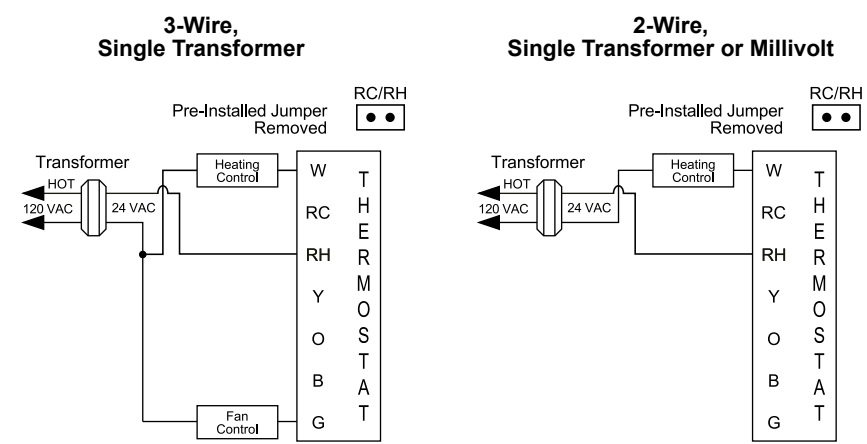 3-Wire,
Single Transformer
RC/RH
Pre-Installed Jumper
Removed
Transformer
HOT
120 VAC
24 VAC
Heating
Control
Fan
Control
W
RC
RH
Y
O
B
G
THERMOSTAT
2-Wire,
Single Transformer or Millivolt
RC/RH
Pre-Installed Jumper
Removed
Transformer
HOT
120 VAC
24 VAC
Heating
Control
W
RC
RH
Y
O
B
G
THERMOSTAT